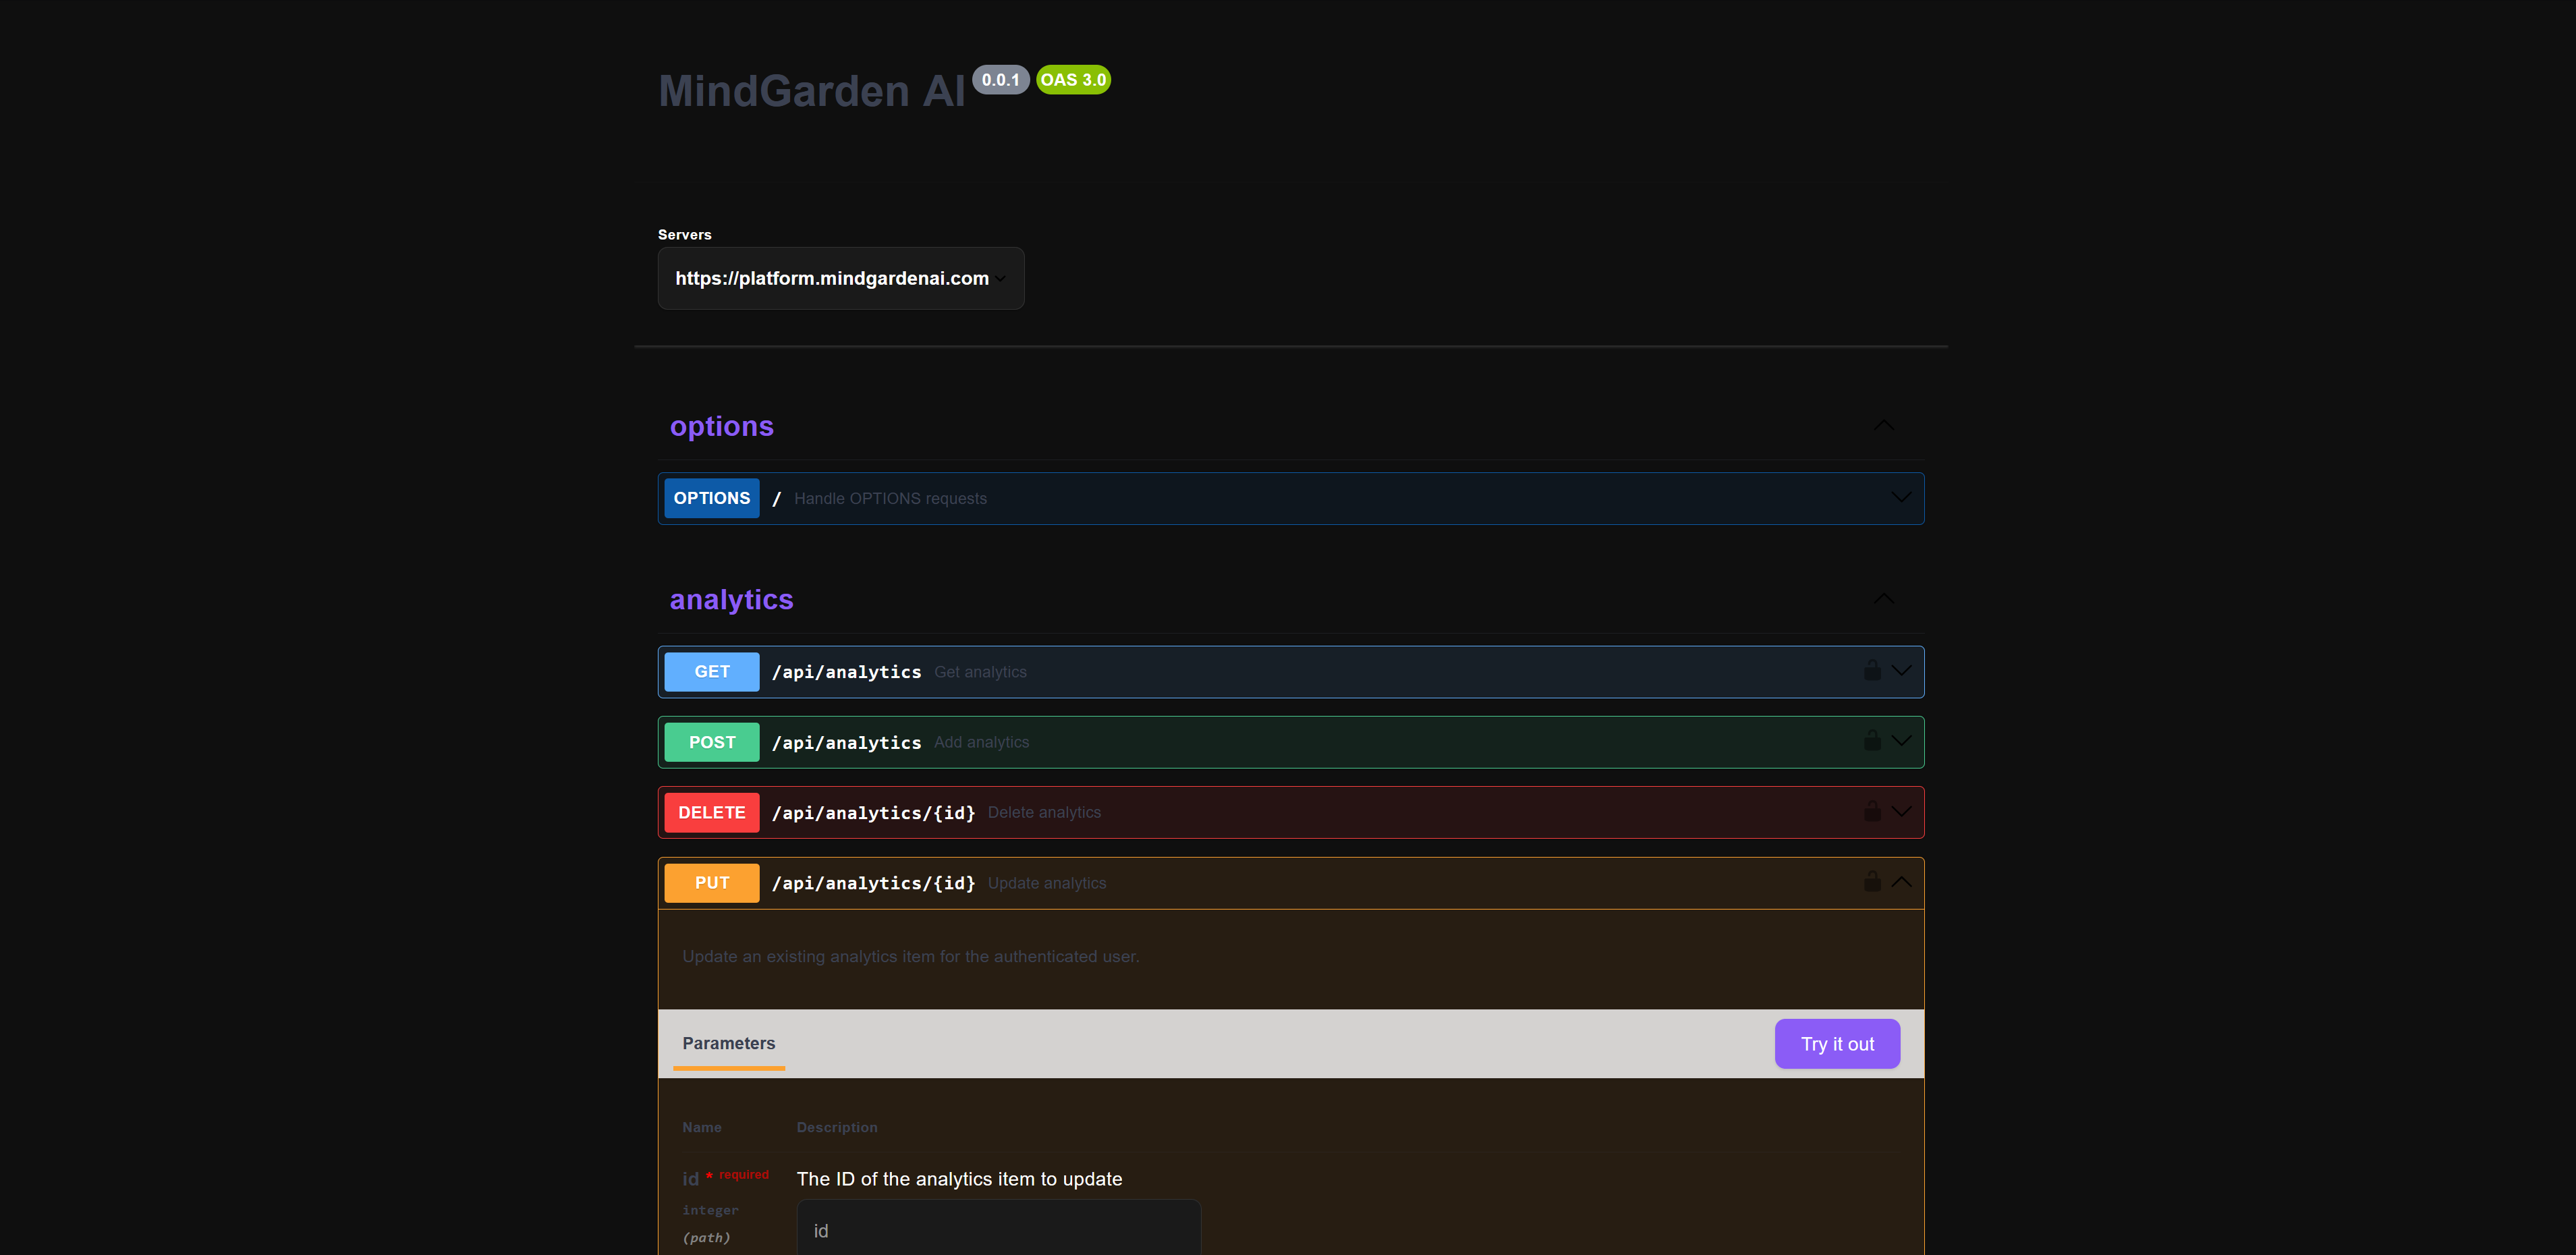 MindGarden AI 0.0.1 OAS 3.0
Servers
https://platform.mindgardenai.com
options
OPTIONS / Handle OPTIONS requests
analytics
GET /api/analytics Get analytics
POST /api/analytics Add analytics
DELETE /api/analytics/{id} Delete analytics
PUT /api/analytics/{id} Update analytics
Update an existing analytics item for the authenticated user.
Parameters Try it out
Name Description
id * required The ID of the analytics item to update
integer
id
(path)